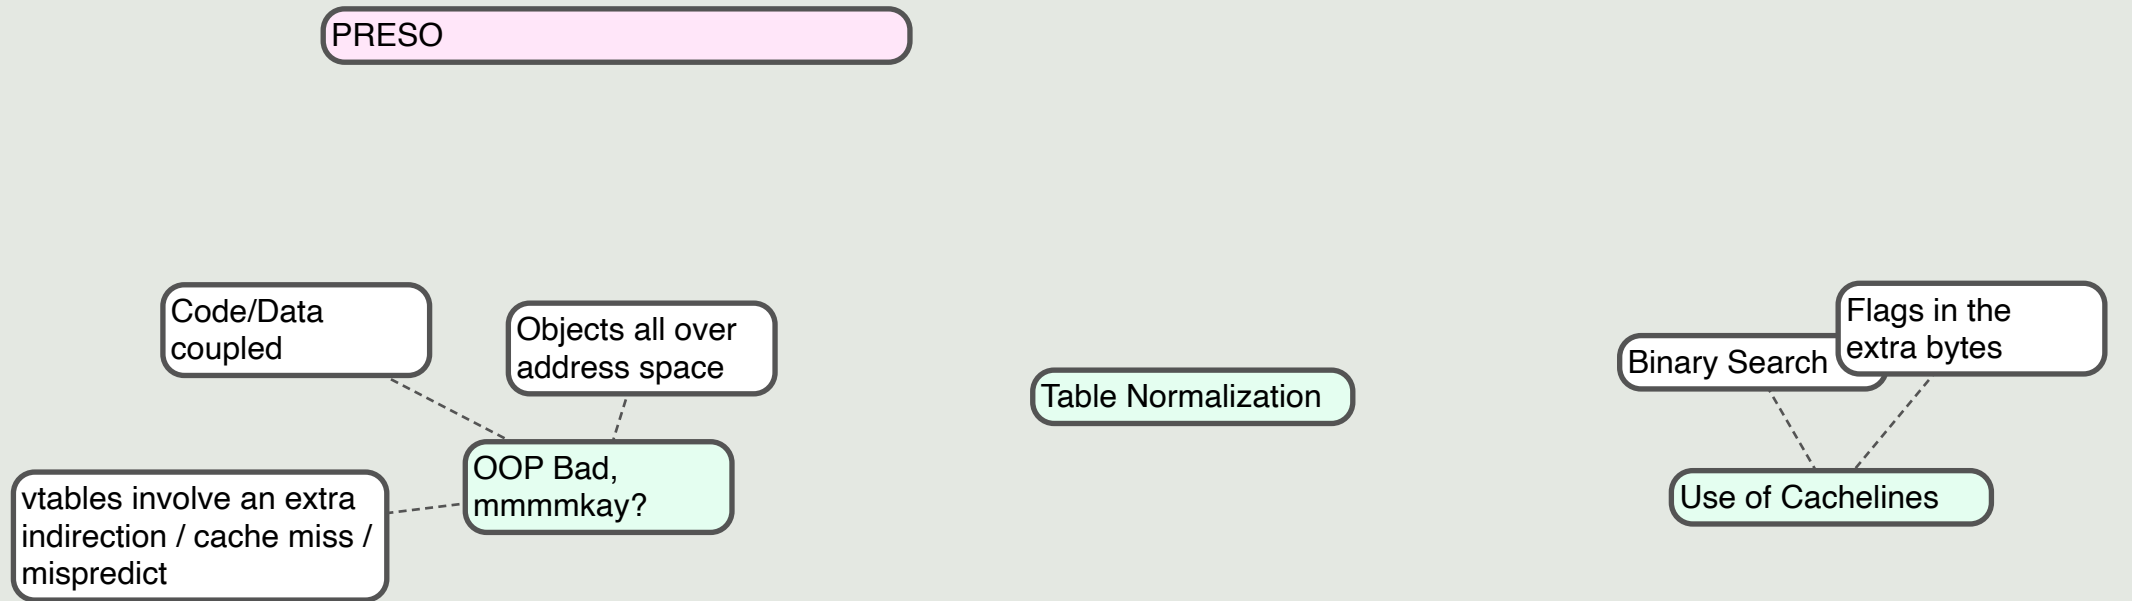 PRESO
Code/Data
coupled
Objects all over
address space
vtables involve an extra
indirection / cache miss /
mispredict
OOP Bad,
mmmmkay?
Table Normalization
Binary Search
Flags in the
extra bytes
Use of Cachelines